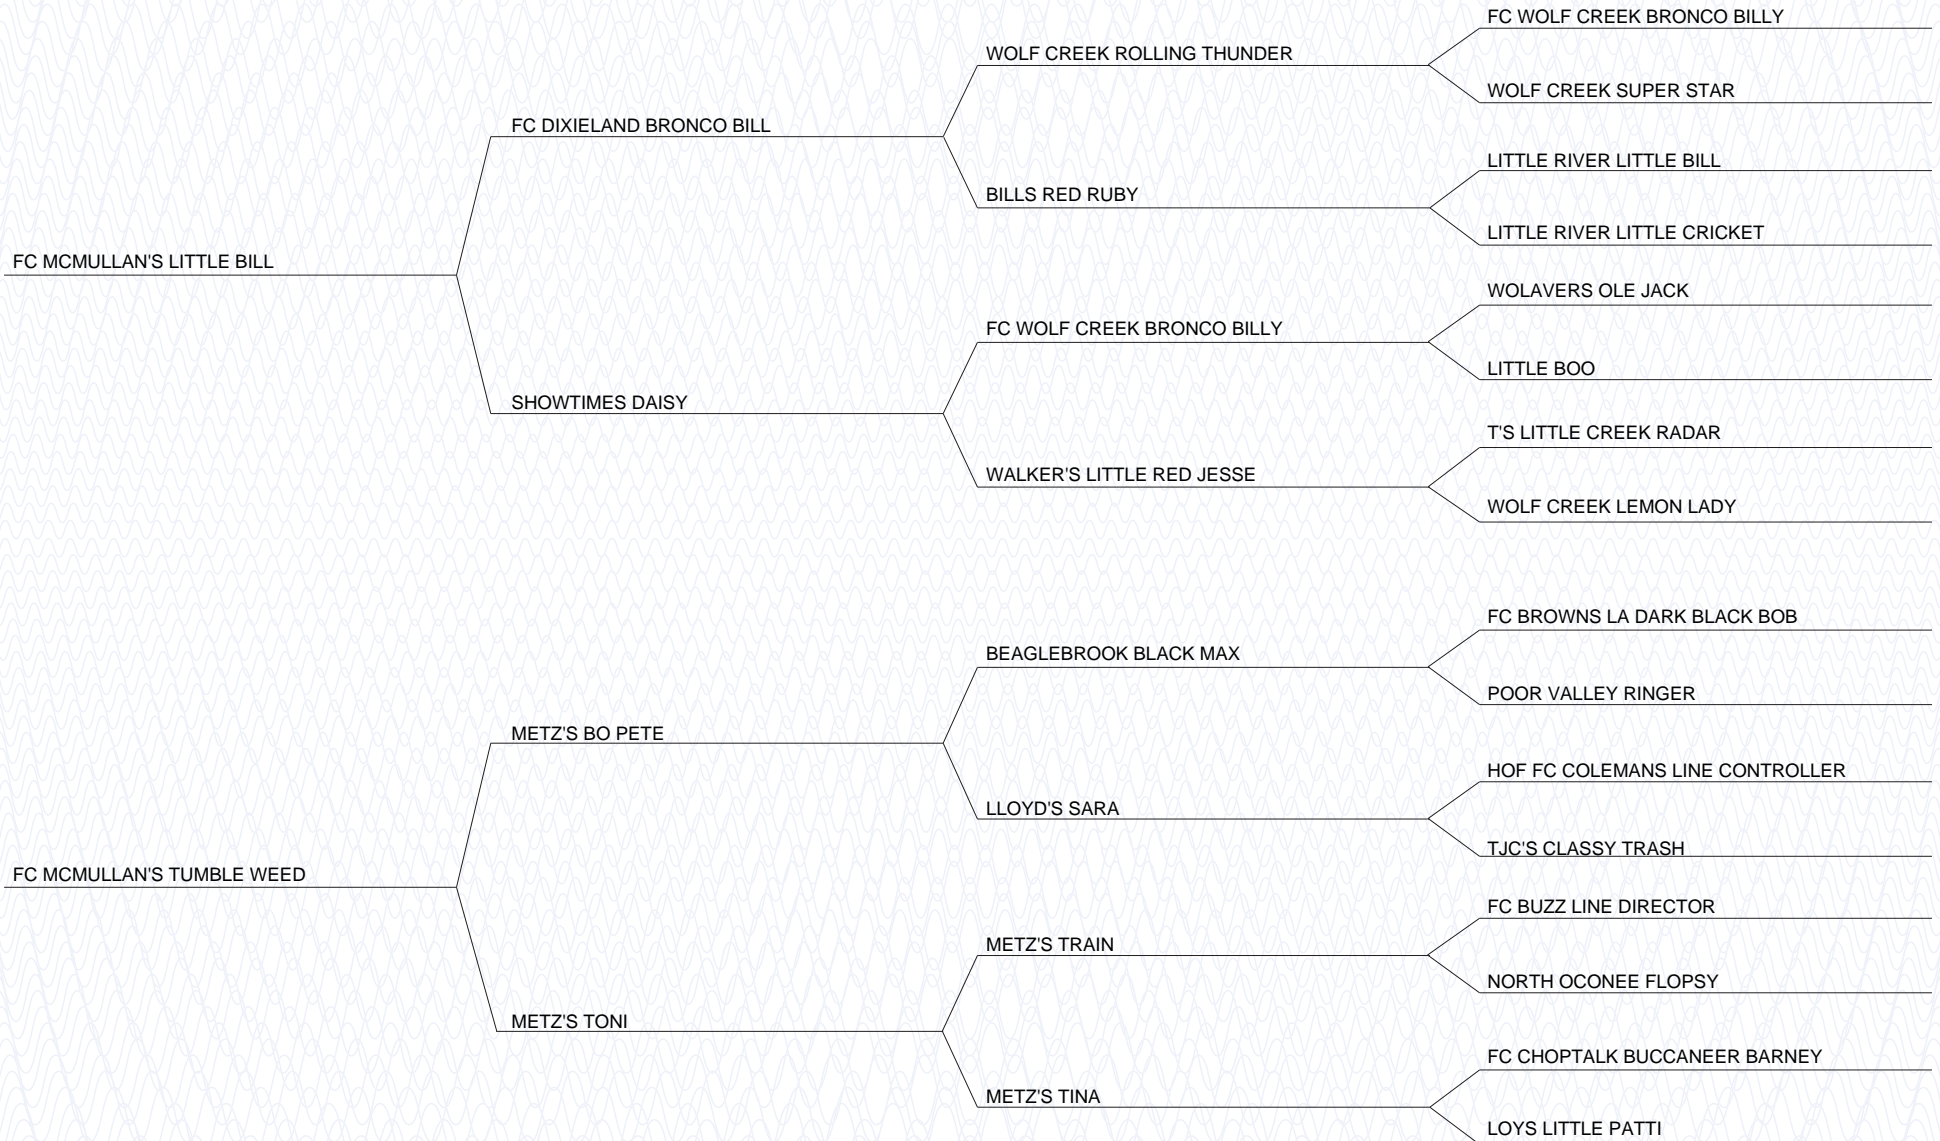 FC WOLF CREEK BRONCO BILLY
WOLF CREEK ROLLING THUNDER
WOLF CREEK SUPER STAR
FC DIXIELAND BRONCO BILL
LITTLE RIVER LITTLE BILL
BILLS RED RUBY
LITTLE RIVER LITTLE CRICKET
FC MCMULLAN'S LITTLE BILL
WOLAVERS OLE JACK
FC WOLF CREEK BRONCO BILLY
LITTLE BOO
SHOWTIMES DAISY
T'S LITTLE CREEK RADAR
WALKER'S LITTLE RED JESSE
WOLF CREEK LEMON LADY
FC BROWNS LA DARK BLACK BOB
BEAGLEBROOK BLACK MAX
POOR VALLEY RINGER
METZ'S BO PETE
HOF FC COLEMANS LINE CONTROLLER
LLOYD'S SARA
TJC'S CLASSY TRASH
FC MCMULLAN'S TUMBLE WEED
FC BUZZ LINE DIRECTOR
METZ'S TRAIN
NORTH OCONEE FLOPSY
METZ'S TONI
FC CHOPTALK BUCCANEER BARNEY
METZ'S TINA
LOYS LITTLE PATTI